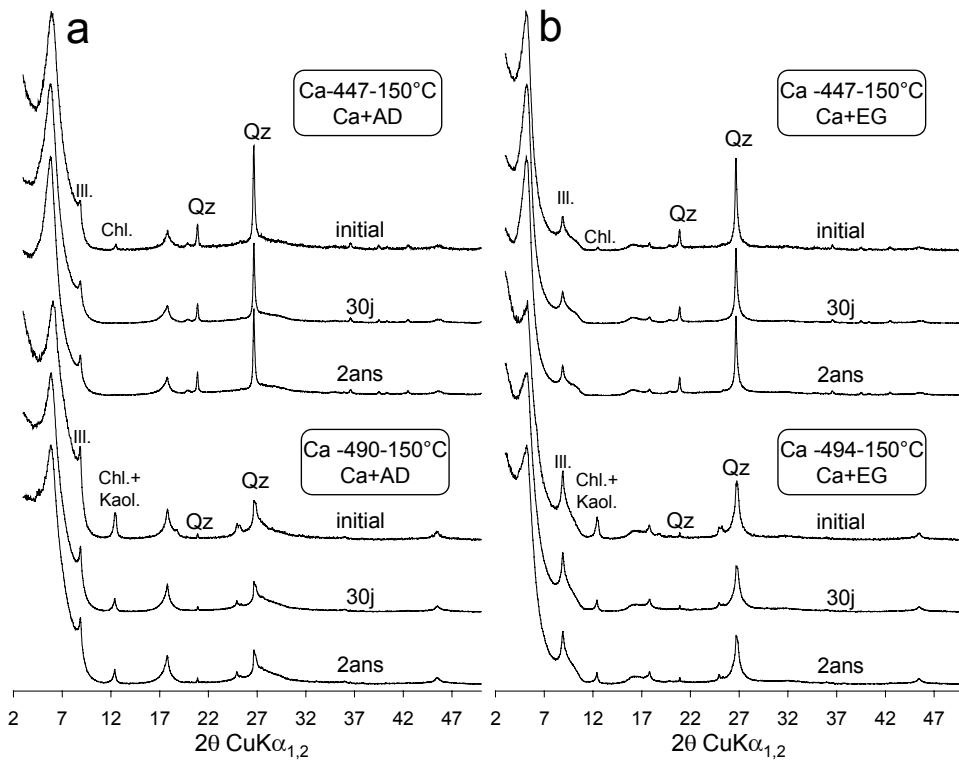 a
Ca-447-150°C
Ca+AD
Qz
Ill.
Chl.
Qz
initial
30j
2ans
Ca -490-150°C
Ca+AD
Ill.
Chl.+
Kaol.
Qz
Qz
initial
30j
2ans
2 7 12 17 22 27 32 37 42 47
2θ CuKα1,2
b
Ca -447-150°C
Ca+EG
Qz
Ill.
Chl.
Qz
initial
30j
2ans
Ca -494-150°C
Ca+EG
Ill.
Chl.+
Kaol.
Qz
Qz
initial
30j
2ans
2 7 12 17 22 27 32 37 42 47
2θ CuKα1,2